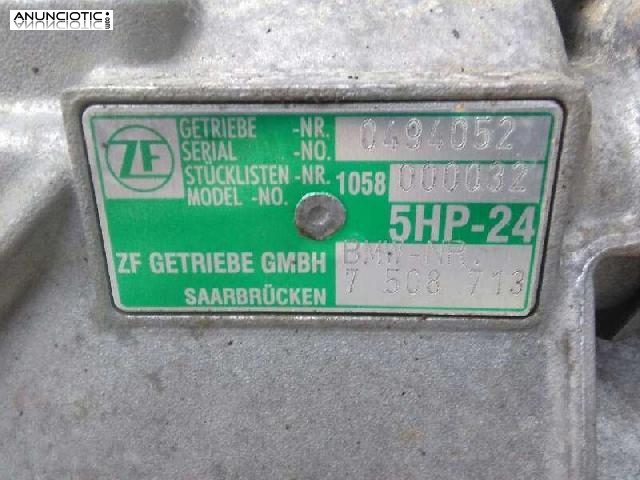 ANUNCIOTIC.com
ZF
GETRIEBE -NR. 0494052
SERIAL -NO.
STÜCKLISTEN -NR. 1058 000032
MODEL -NO.
5HP-24
ZF GETRIEBE GMBH BMW-NR.
SAARBRÜCKEN 7 508 713